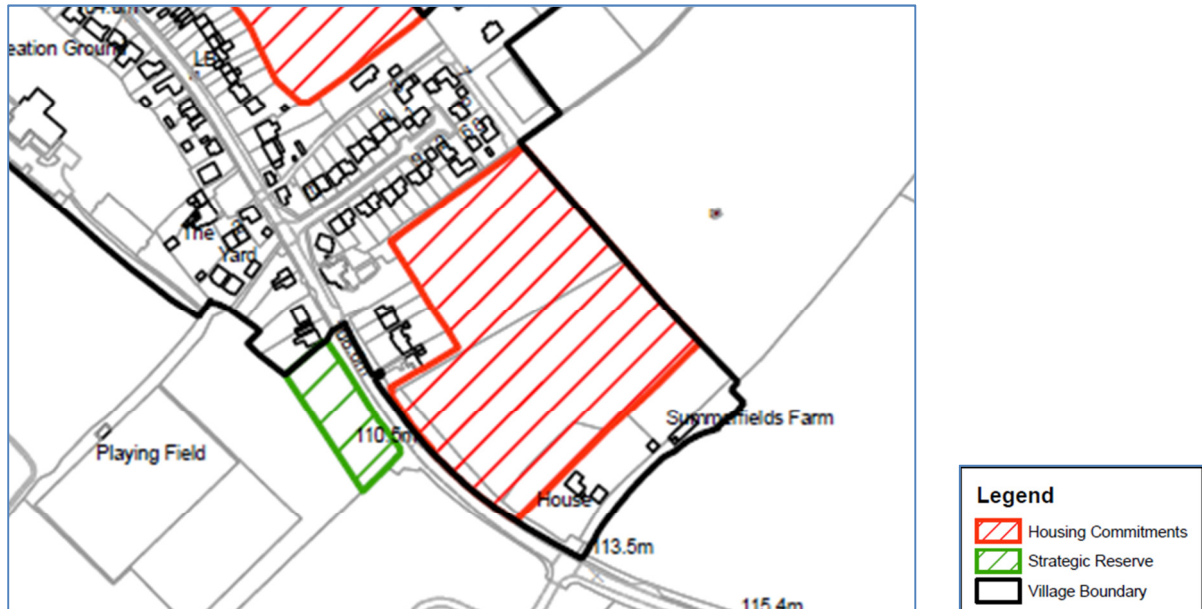 eation Ground
LB
The
Yard
110.5m
Playing Field
Summerfields Farm
House
113.5m
115.4m
Legend
Housing Commitments
Strategic Reserve
Village Boundary